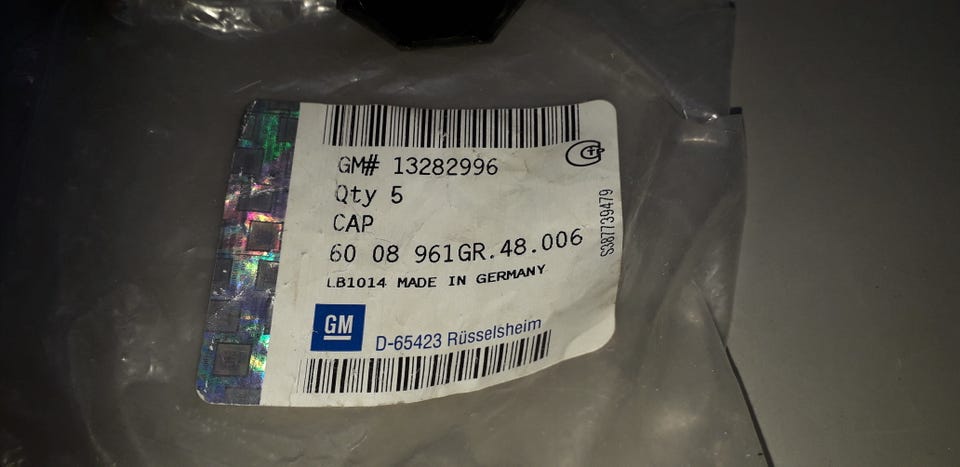 GM# 13282996
Qty 5
CAP
60 08 961GR.48.006
LB1014 MADE IN GERMANY
GM
D-65423 Rüsselsheim
S387739479